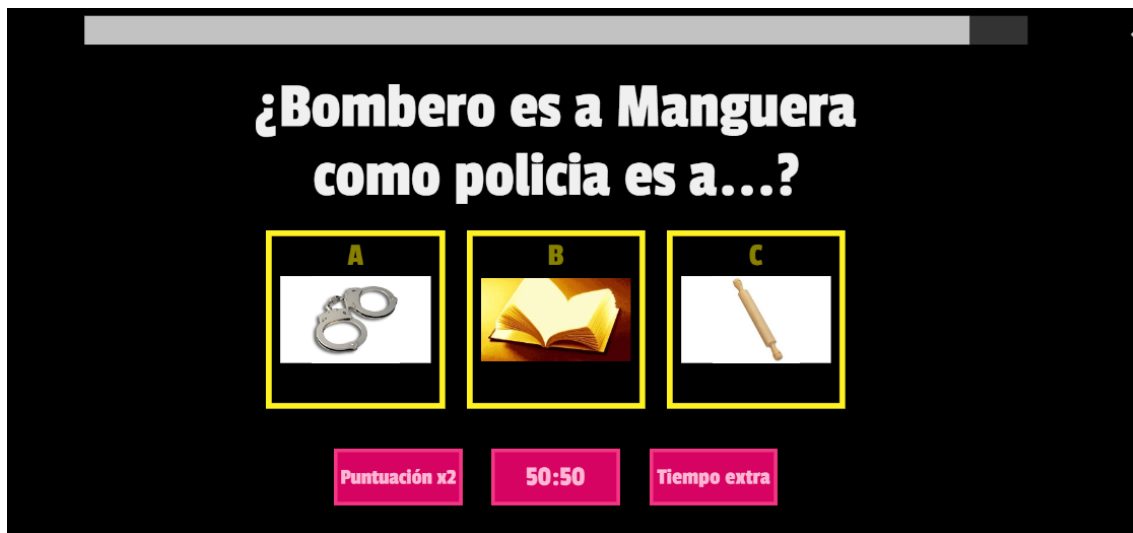 ¿Bombero es a Manguera
como policia es a...?
A
B
C
Puntuación x2
50:50
Tiempo extra